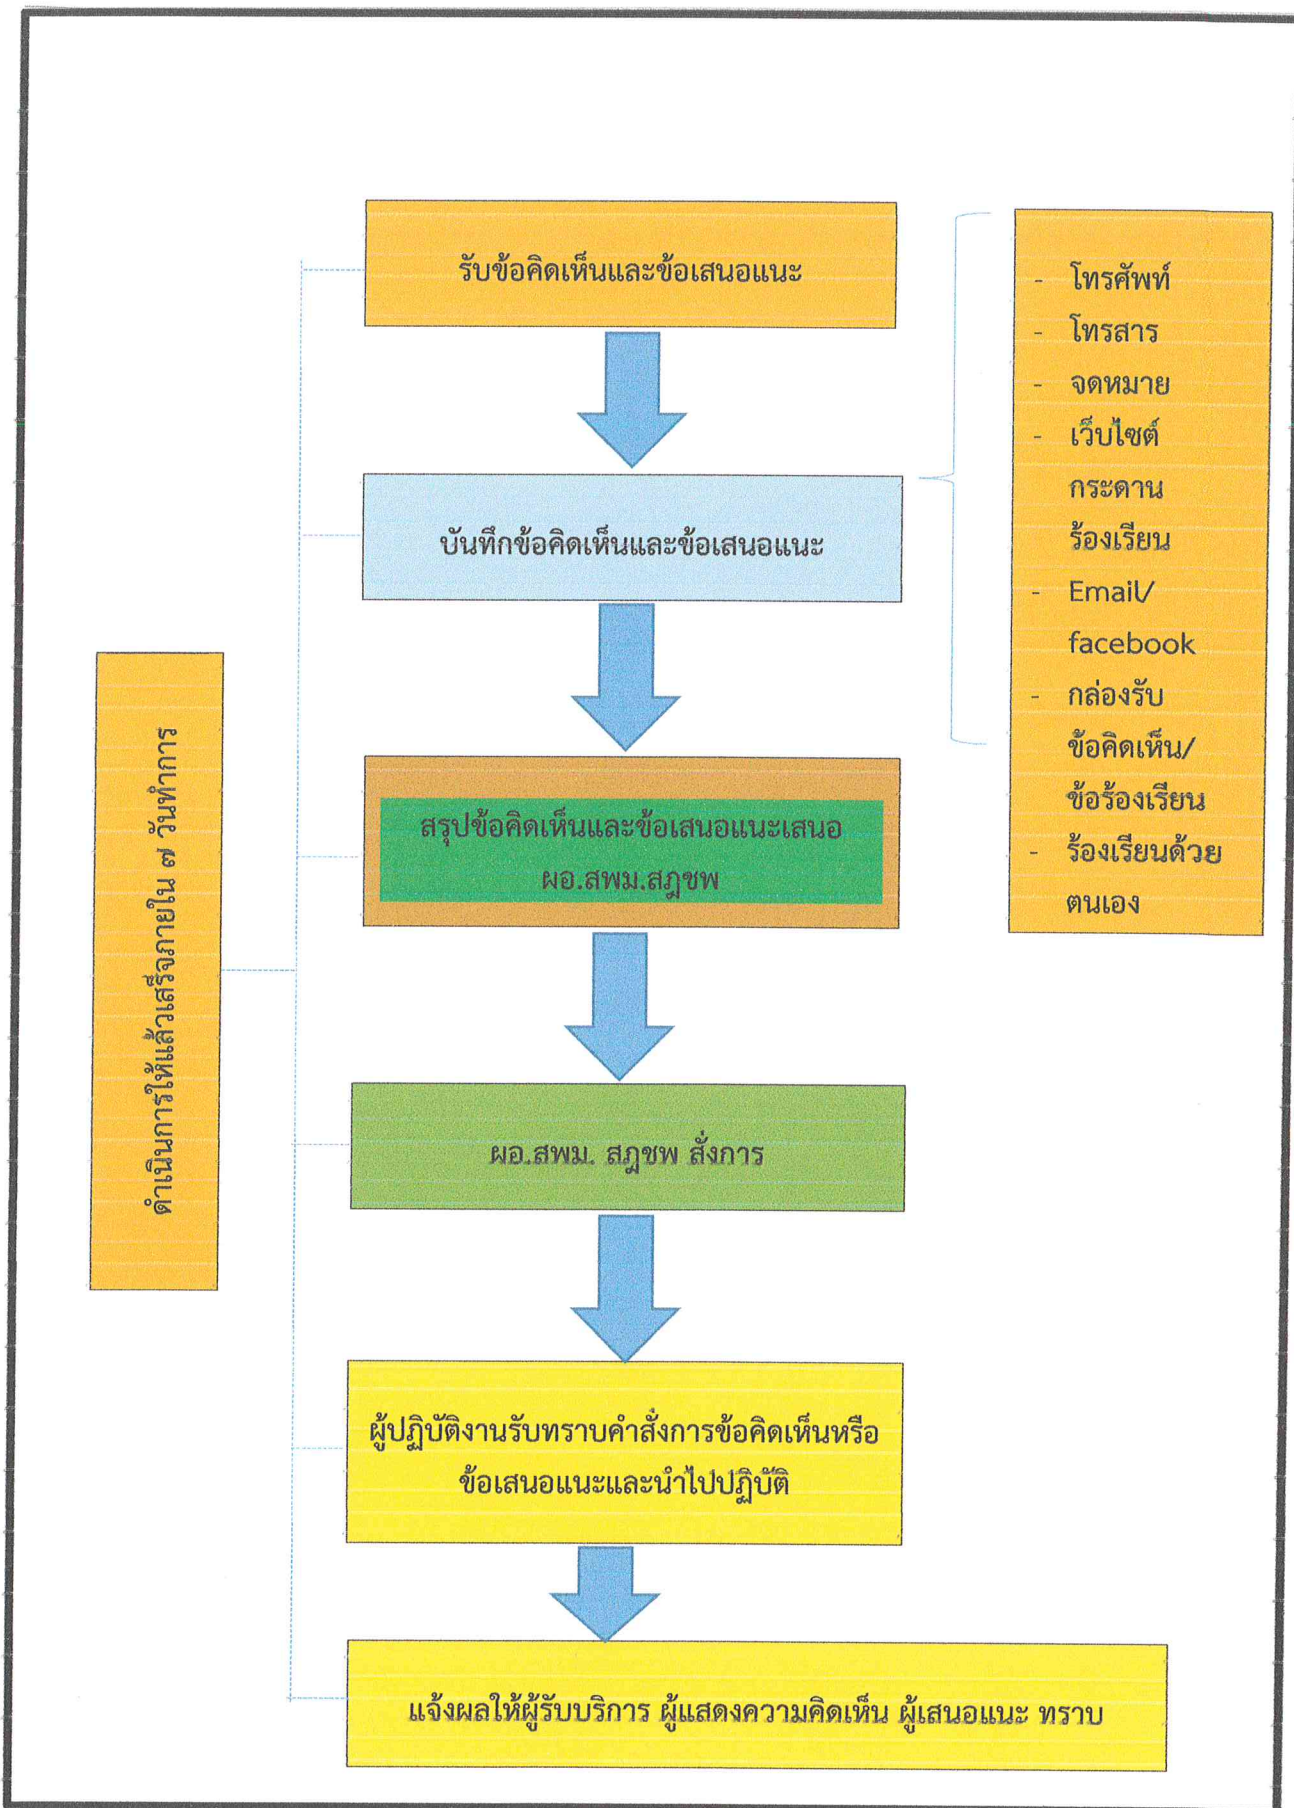 รับข้อคิดเห็นและข้อเสนอแนะ
- โทรศัพท์
- โทรสาร
- จดหมาย
- เว็บไซต์
กระดาน
ร้องเรียน
- Email/
facebook
- กล่องรับ
ข้อคิดเห็น/
ข้อร้องเรียน
- ร้องเรียนด้วย
ตนเอง
บันทึกข้อคิดเห็นและข้อเสนอแนะ
สรุปข้อคิดเห็นและข้อเสนอแนะเสนอ
ผอ.สพม.สฎชพ
ดำเนินการให้แล้วเสร็จภายใน ๗ วันทำการ
ผอ.สพม. สฎชพ สั่งการ
ผู้ปฏิบัติงานรับทราบคำสั่งการข้อคิดเห็นหรือ
ข้อเสนอแนะและนำไปปฏิบัติ
แจ้งผลให้ผู้รับบริการ ผู้แสดงความคิดเห็น ผู้เสนอแนะ ทราบ